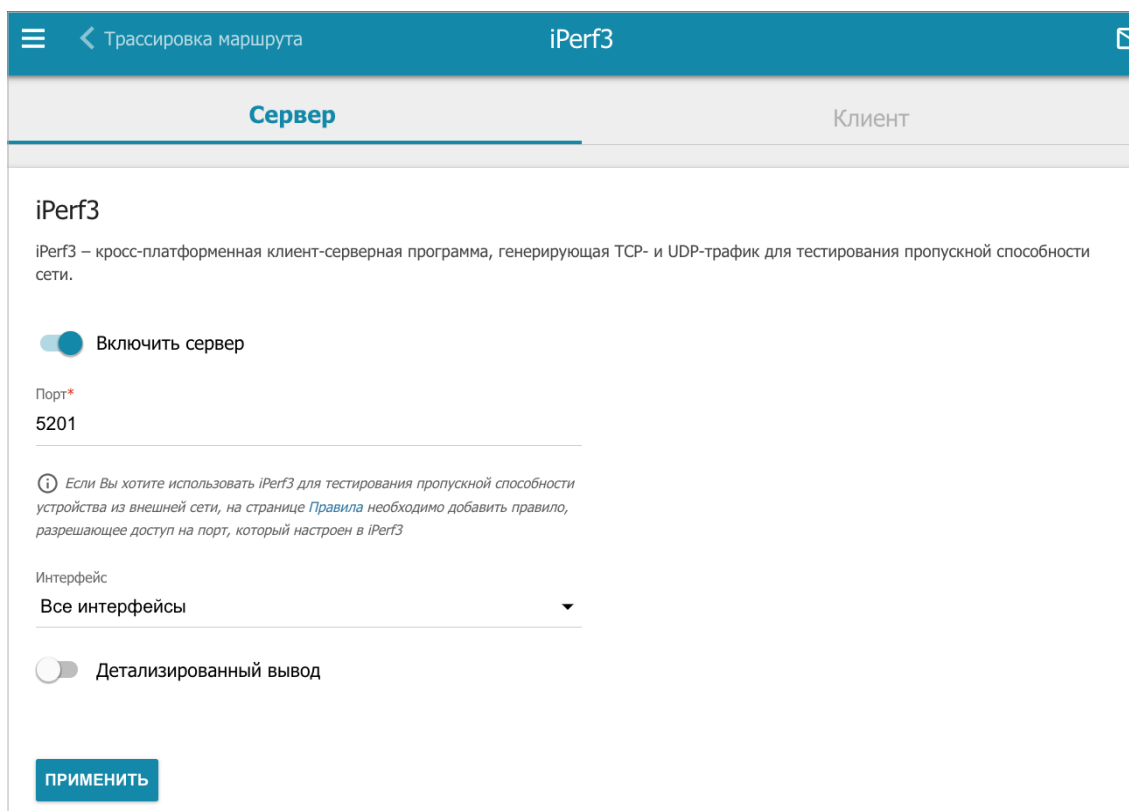 Трассировка маршрута
iPerf3
Сервер
Клиент
iPerf3
iPerf3 – кросс-платформенная клиент-серверная программа, генерирующая TCP- и UDP-трафик для тестирования пропускной способности
сети.
Включить сервер
Порт*
5201
Если Вы хотите использовать iPerf3 для тестирования пропускной способности
устройства из внешней сети, на странице Правила необходимо добавить правило,
разрешающее доступ на порт, который настроен в iPerf3
Интерфейс
Все интерфейсы
Детализированный вывод
ПРИМЕНИТЬ